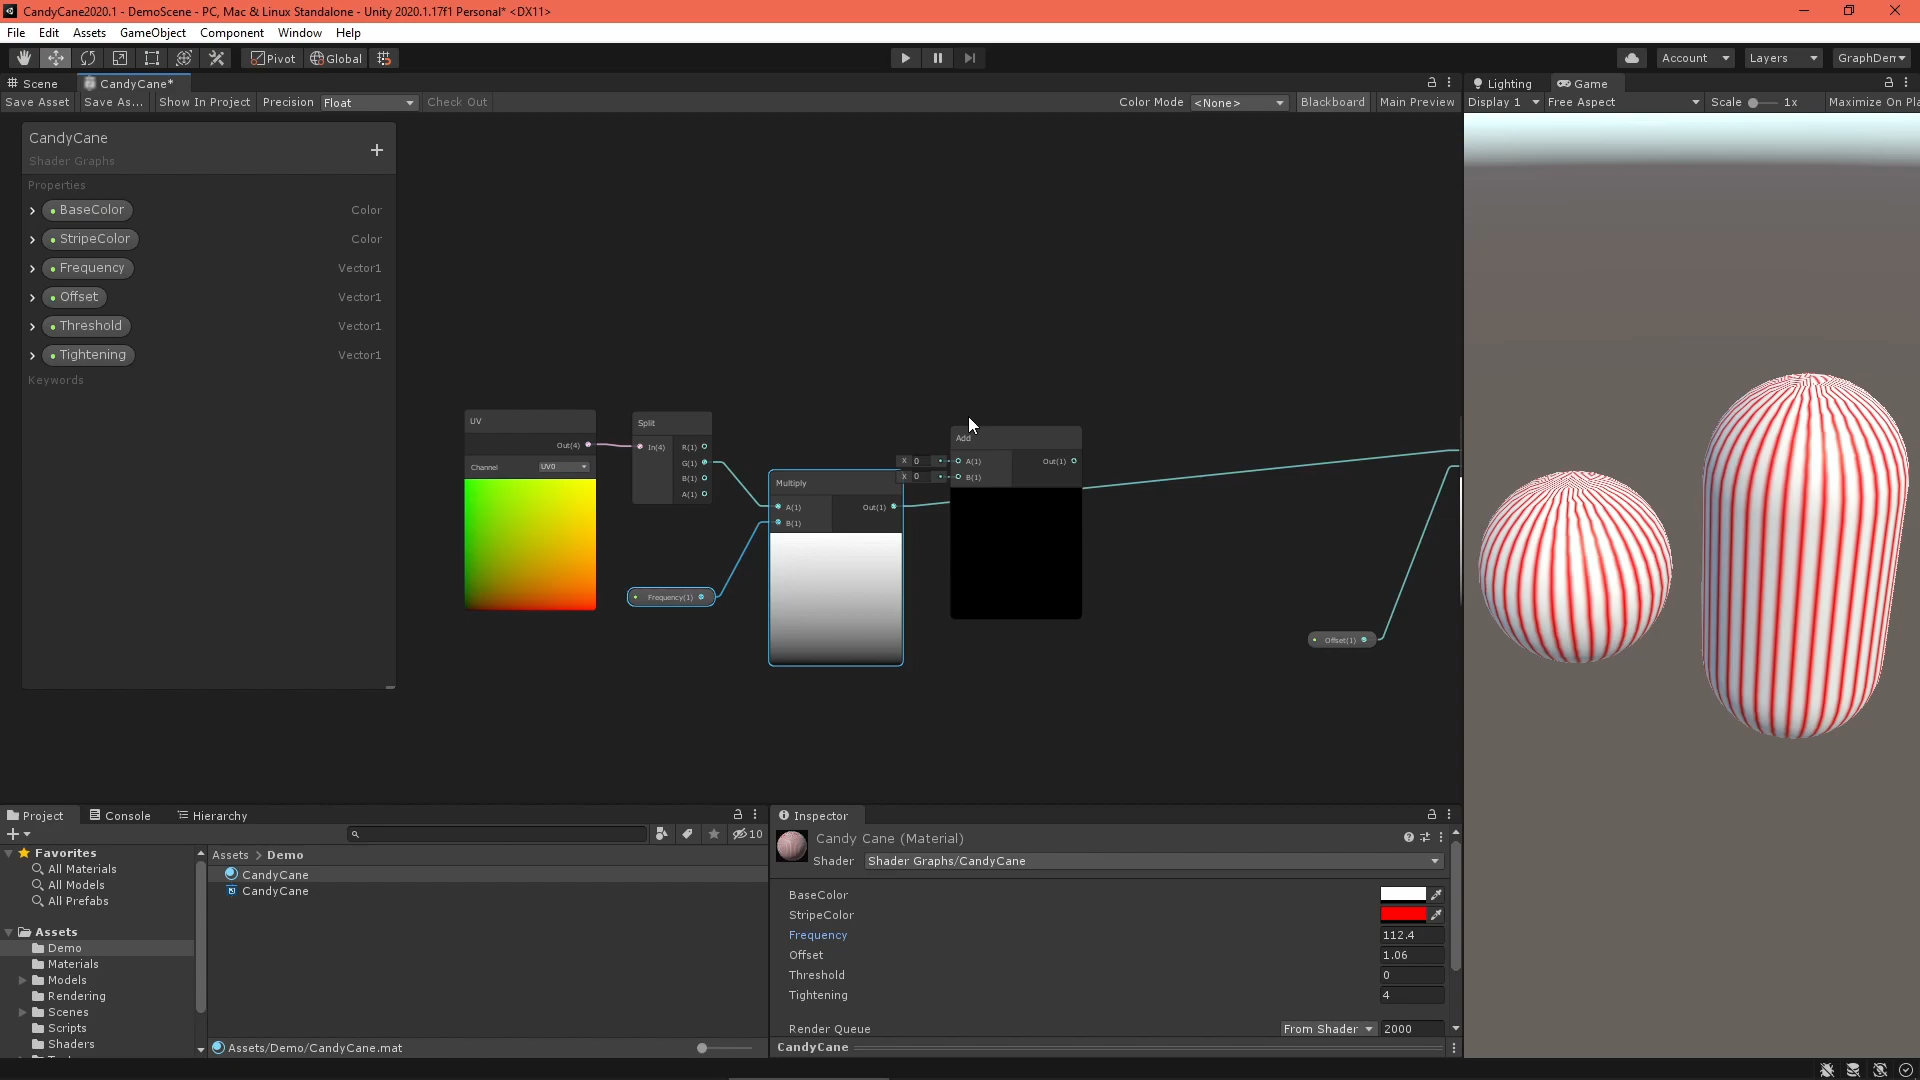 CandyCane2020.1 - DemoScene - PC, Mac & Linux Standalone - Unity 2020.1.17f1 Personal* <DX11>
File Edit Assets GameObject Component Window Help
Pivot Global Account Layers GraphDem
Scene CandyCane* Lighting Game
Save Asset Save As... Show In Project Precision Float Check Out Color Mode <None> Blackboard Main Preview Display 1 Free Aspect Scale 1x Maximize On Pla
CandyCane
Shader Graphs
Properties
BaseColor Color
StripeColor Color
Frequency Vector1
Offset Vector1
Threshold Vector1
Tightening Vector1
Keywords
UV
Out(4)
Channel UV0
Split
In(4) R(1)
G(1)
B(1)
A(1)
Frequency(1)
Multiply
A(1) Out(1)
B(1)
Add
X 0 A(1) Out(1)
X 0 B(1)
Offset(1)
Project Console Hierarchy
10
Favorites
All Materials
All Models
All Prefabs
Assets
Demo
Materials
Models
Rendering
Scenes
Scripts
Shaders
Assets > Demo
CandyCane
CandyCane
Assets/Demo/CandyCane.mat
Inspector
Candy Cane (Material)
Shader Shader Graphs/CandyCane
BaseColor
StripeColor
Frequency 112.4
Offset 1.06
Threshold 0
Tightening 4
Render Queue From Shader 2000
CandyCane